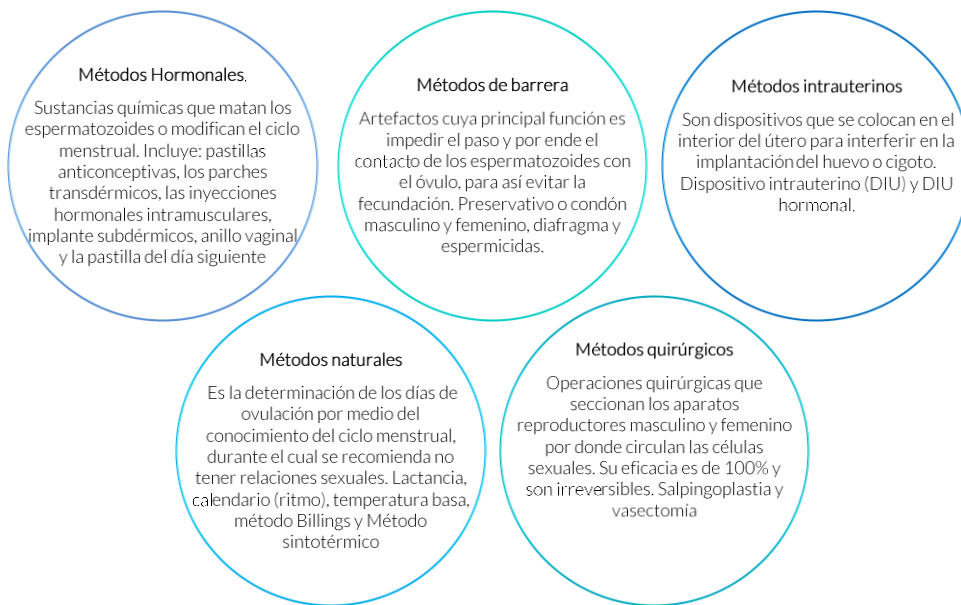 Métodos Hormonales.
Sustancias químicas que matan los
espermatozoides o modifican el ciclo
menstrual. Incluye: pastillas
anticonceptivas, los parches
transdérmicos, las inyecciones
hormonales intramusculares,
implante subdérmicos, anillo vaginal
y la pastilla del día siguiente
Métodos de barrera
Artefactos cuya principal función es
impedir el paso y por ende el
contacto de los espermatozoides con
el óvulo, para así evitar la
fecundación. Preservativo o condón
masculino y femenino, diafragma y
espermicidas.
Métodos intrauterinos
Son dispositivos que se colocan en el
interior del útero para interferir en la
implantación del huevo o cigoto.
Dispositivo intrauterino (DIU) y DIU
hormonal.
Métodos naturales
Es la determinación de los días de
ovulación por medio del
conocimiento del ciclo menstrual,
durante el cual se recomienda no
tener relaciones sexuales. Lactancia,
calendario (ritmo), temperatura basa,
método Billings y Método
sintotérmico
Métodos quirúrgicos
Operaciones quirúrgicas que
seccionan los aparatos
reproductores masculino y femenino
por donde circulan las células
sexuales. Su eficacia es de 100% y
son irreversibles. Salpingoplastia y
vasectomía